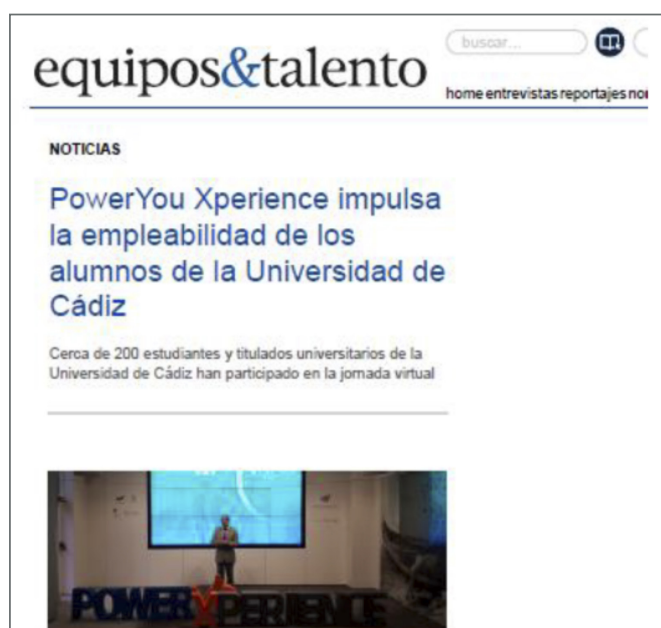 buscar...
equipos&talento
home entrevistas reportajes
NOTICIAS
PowerYou Xperience impulsa
la empleabilidad de los
alumnos de la Universidad de
Cádiz
Cerca de 200 estudiantes y titulados universitarios de la
Universidad de Cádiz han participado en la jornada virtual
POWERXPERIENCE